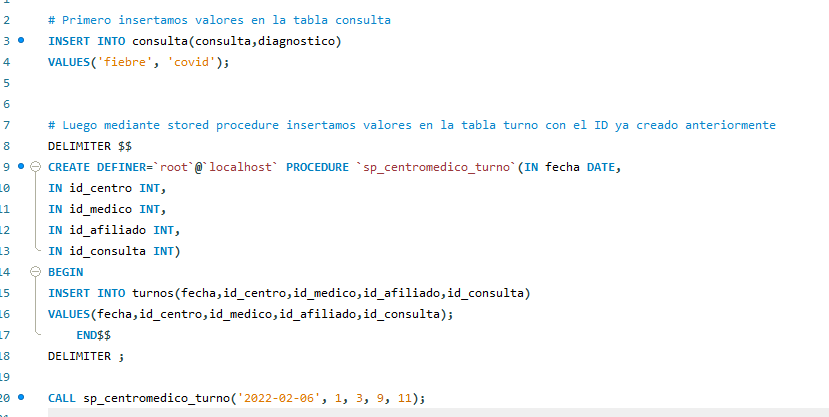 2 # Primero insertamos valores en la tabla consulta
3 INSERT INTO consulta(consulta,diagnostico)
4 VALUES('fiebre', 'covid');
5
6
7 # Luego mediante stored procedure insertamos valores en la tabla turno con el ID ya creado anteriormente
8 DELIMITER $$
9 CREATE DEFINER=`root`@`localhost` PROCEDURE `sp_centromedico_turno`(IN fecha DATE,
10 IN id_centro INT,
11 IN id_medico INT,
12 IN id_afiliado INT,
13 IN id_consulta INT)
14 BEGIN
15 INSERT INTO turnos(fecha,id_centro,id_medico,id_afiliado,id_consulta)
16 VALUES(fecha,id_centro,id_medico,id_afiliado,id_consulta);
17 END$$
18 DELIMITER ;
19
20 CALL sp_centromedico_turno('2022-02-06', 1, 3, 9, 11);